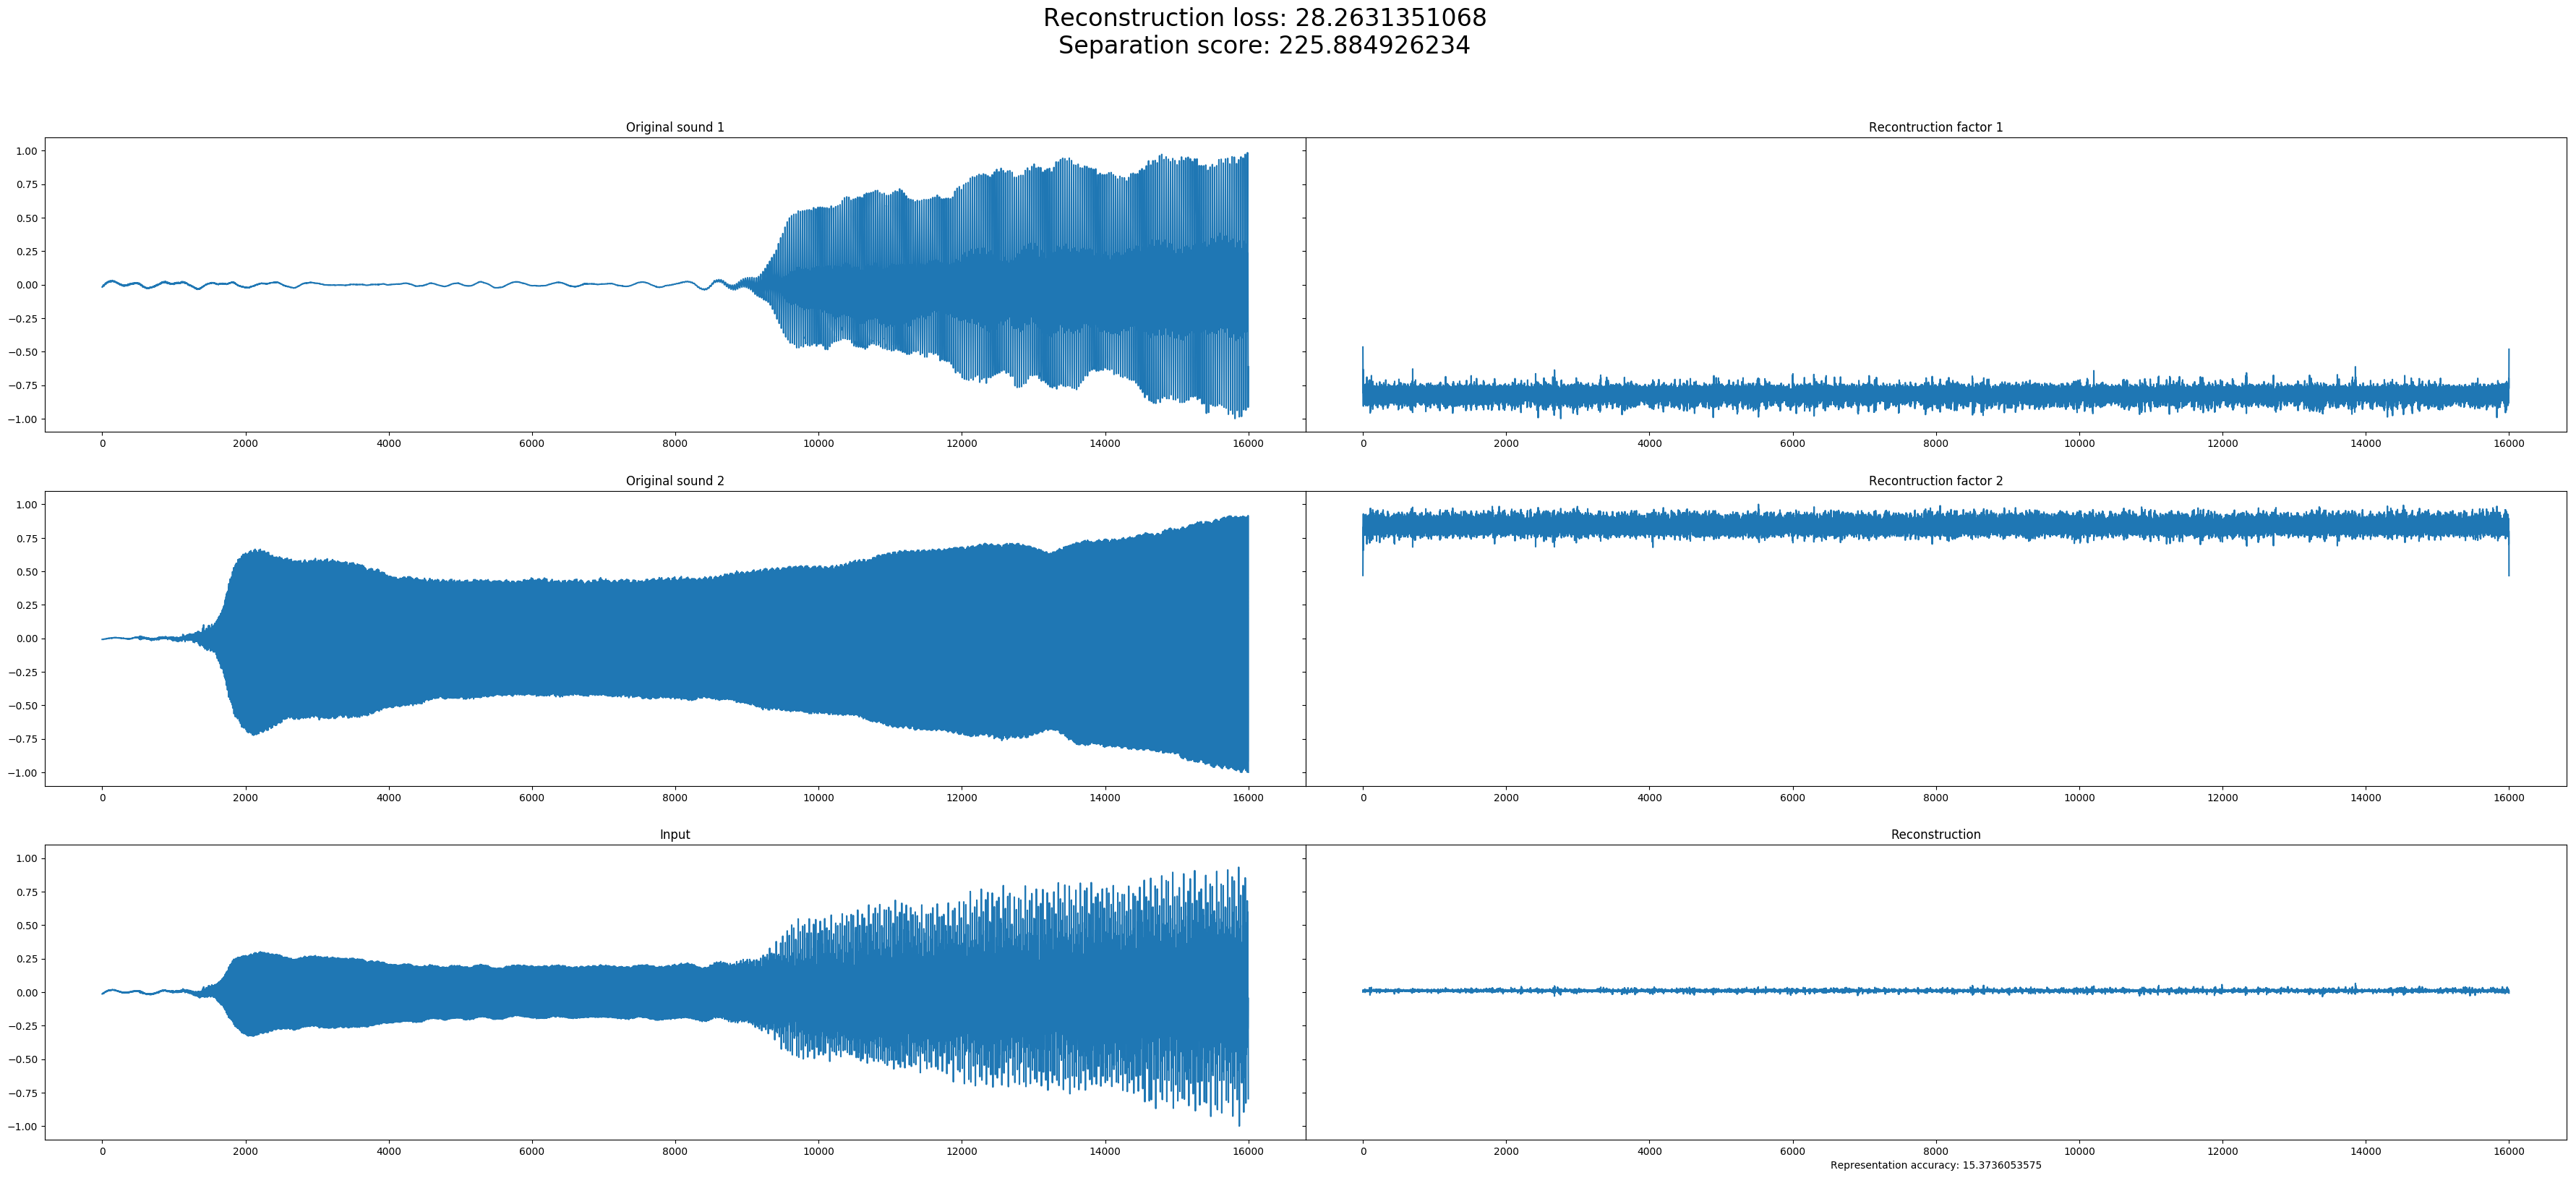 Reconstruction loss: 28.2631351068
Separation score: 225.884926234
Original sound 1
Recontruction factor 1
1.00
0.75
0.50
0.25
0.00
−0.25
−0.50
−0.75
−1.00
0 2000 4000 6000 8000 10000 12000 14000 16000
0 2000 4000 6000 8000 10000 12000 14000 16000
Original sound 2
Reconstruction factor 2
1.00
0.75
0.50
0.25
0.00
−0.25
−0.50
−0.75
−1.00
0 2000 4000 6000 8000 10000 12000 14000 16000
0 2000 4000 6000 8000 10000 12000 14000 16000
Input
Reconstruction
1.00
0.75
0.50
0.25
0.00
−0.25
−0.50
−0.75
−1.00
0 2000 4000 6000 8000 10000 12000 14000 16000
0 2000 4000 6000 8000 10000 12000 14000 16000
Representation accuracy: 15.3736053575